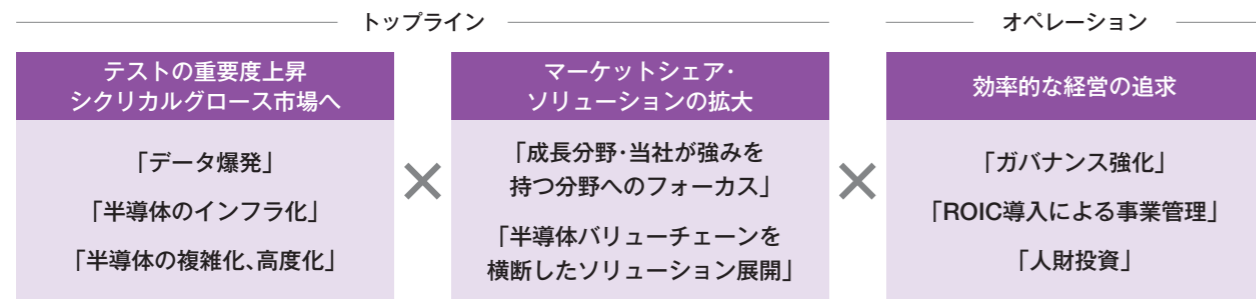 トップライン
オペレーション
テストの重要度上昇
シクリカルグロース市場へ
「データ爆発」
「半導体のインフラ化」
「半導体の複雑化、高度化」
×
マーケットシェア・
ソリューションの拡大
「成長分野・当社が強みを
持つ分野へのフォーカス」
「半導体バリューチェーンを
横断したソリューション展開」
×
効率的な経営の追求
「ガバナンス強化」
「ROIC導入による事業管理」
「人財投資」